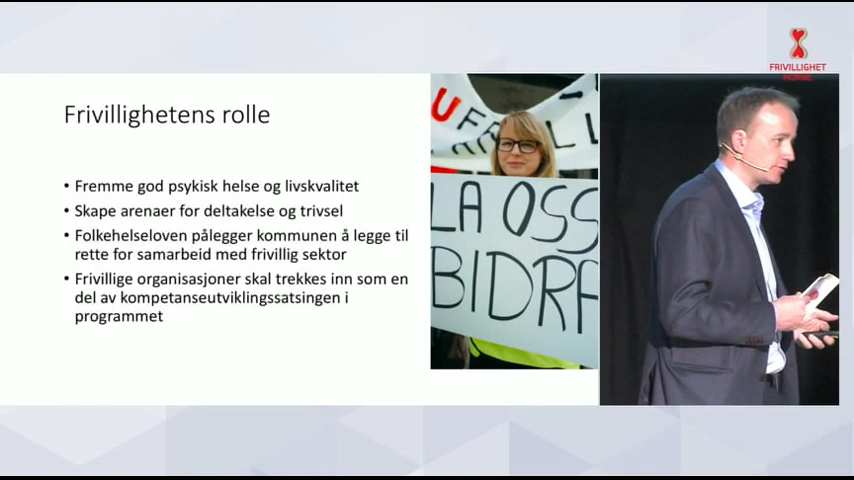 FRIVILLIGHET
NORGE
Frivillighetens rolle
• Fremme god psykisk helse og livskvalitet
• Skape arenaer for deltakelse og trivsel
• Folkehelseloven pålegger kommunen å legge til
rette for samarbeid med frivillig sektor
• Frivillige organisasjoner skal trekkes inn som en
del av kompetanseutviklingssatsingen i
programmet
LA OSS
BIDRA